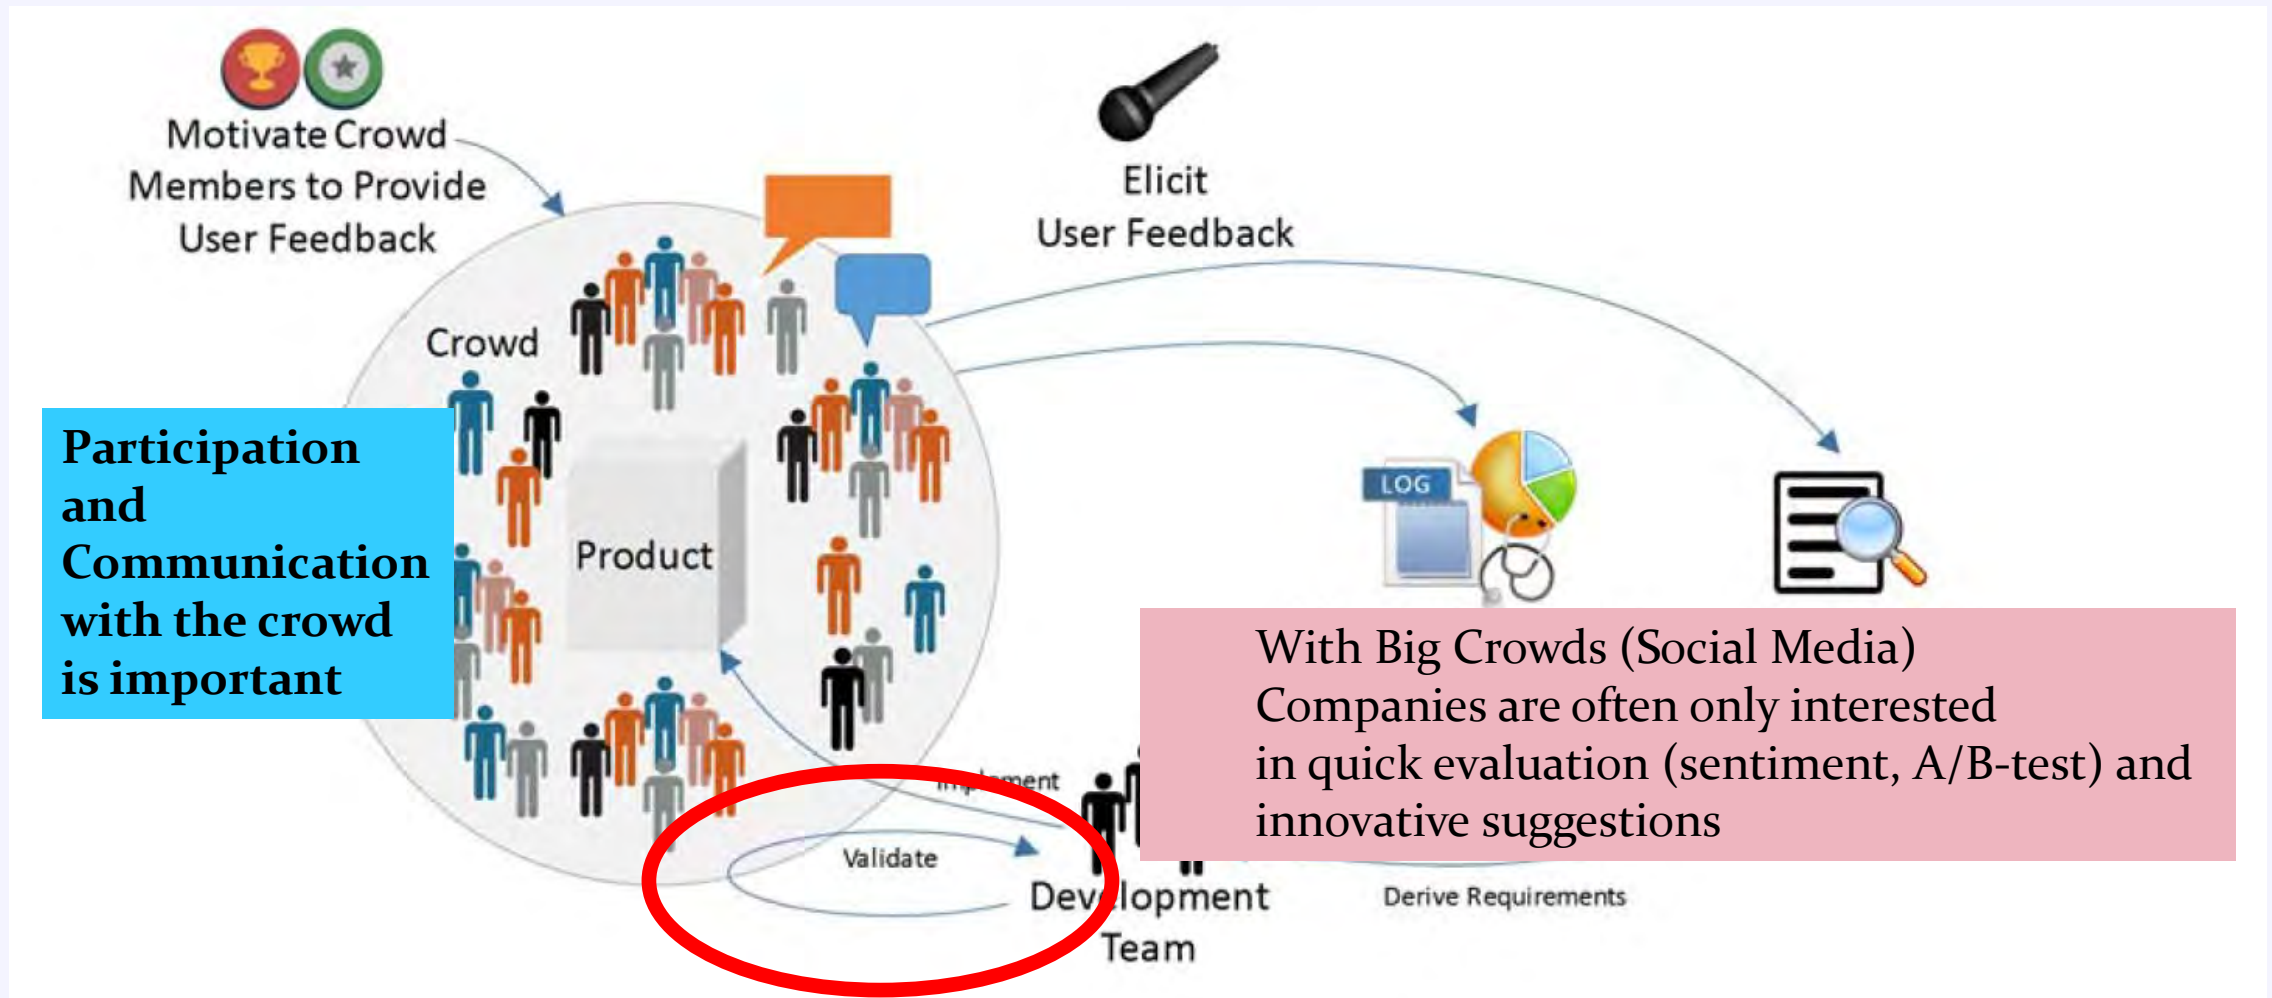 Motivate Crowd
Members to Provide
User Feedback
Elicit
User Feedback
Crowd
Participation
and
Communication
with the crowd
is important
Product
LOG
With Big Crowds (Social Media)
Companies are often only interested
in quick evaluation (sentiment, A/B-test) and
innovative suggestions
Implement
Validate
Development
Team
Derive Requirements